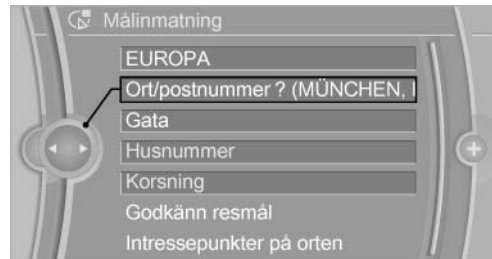 Målinmatning
EUROPA
Ort/postnummer ? (MÜNCHEN, I
Gata
Husnummer
Korsning
Godkänn resmål
Intressepunkter på orten